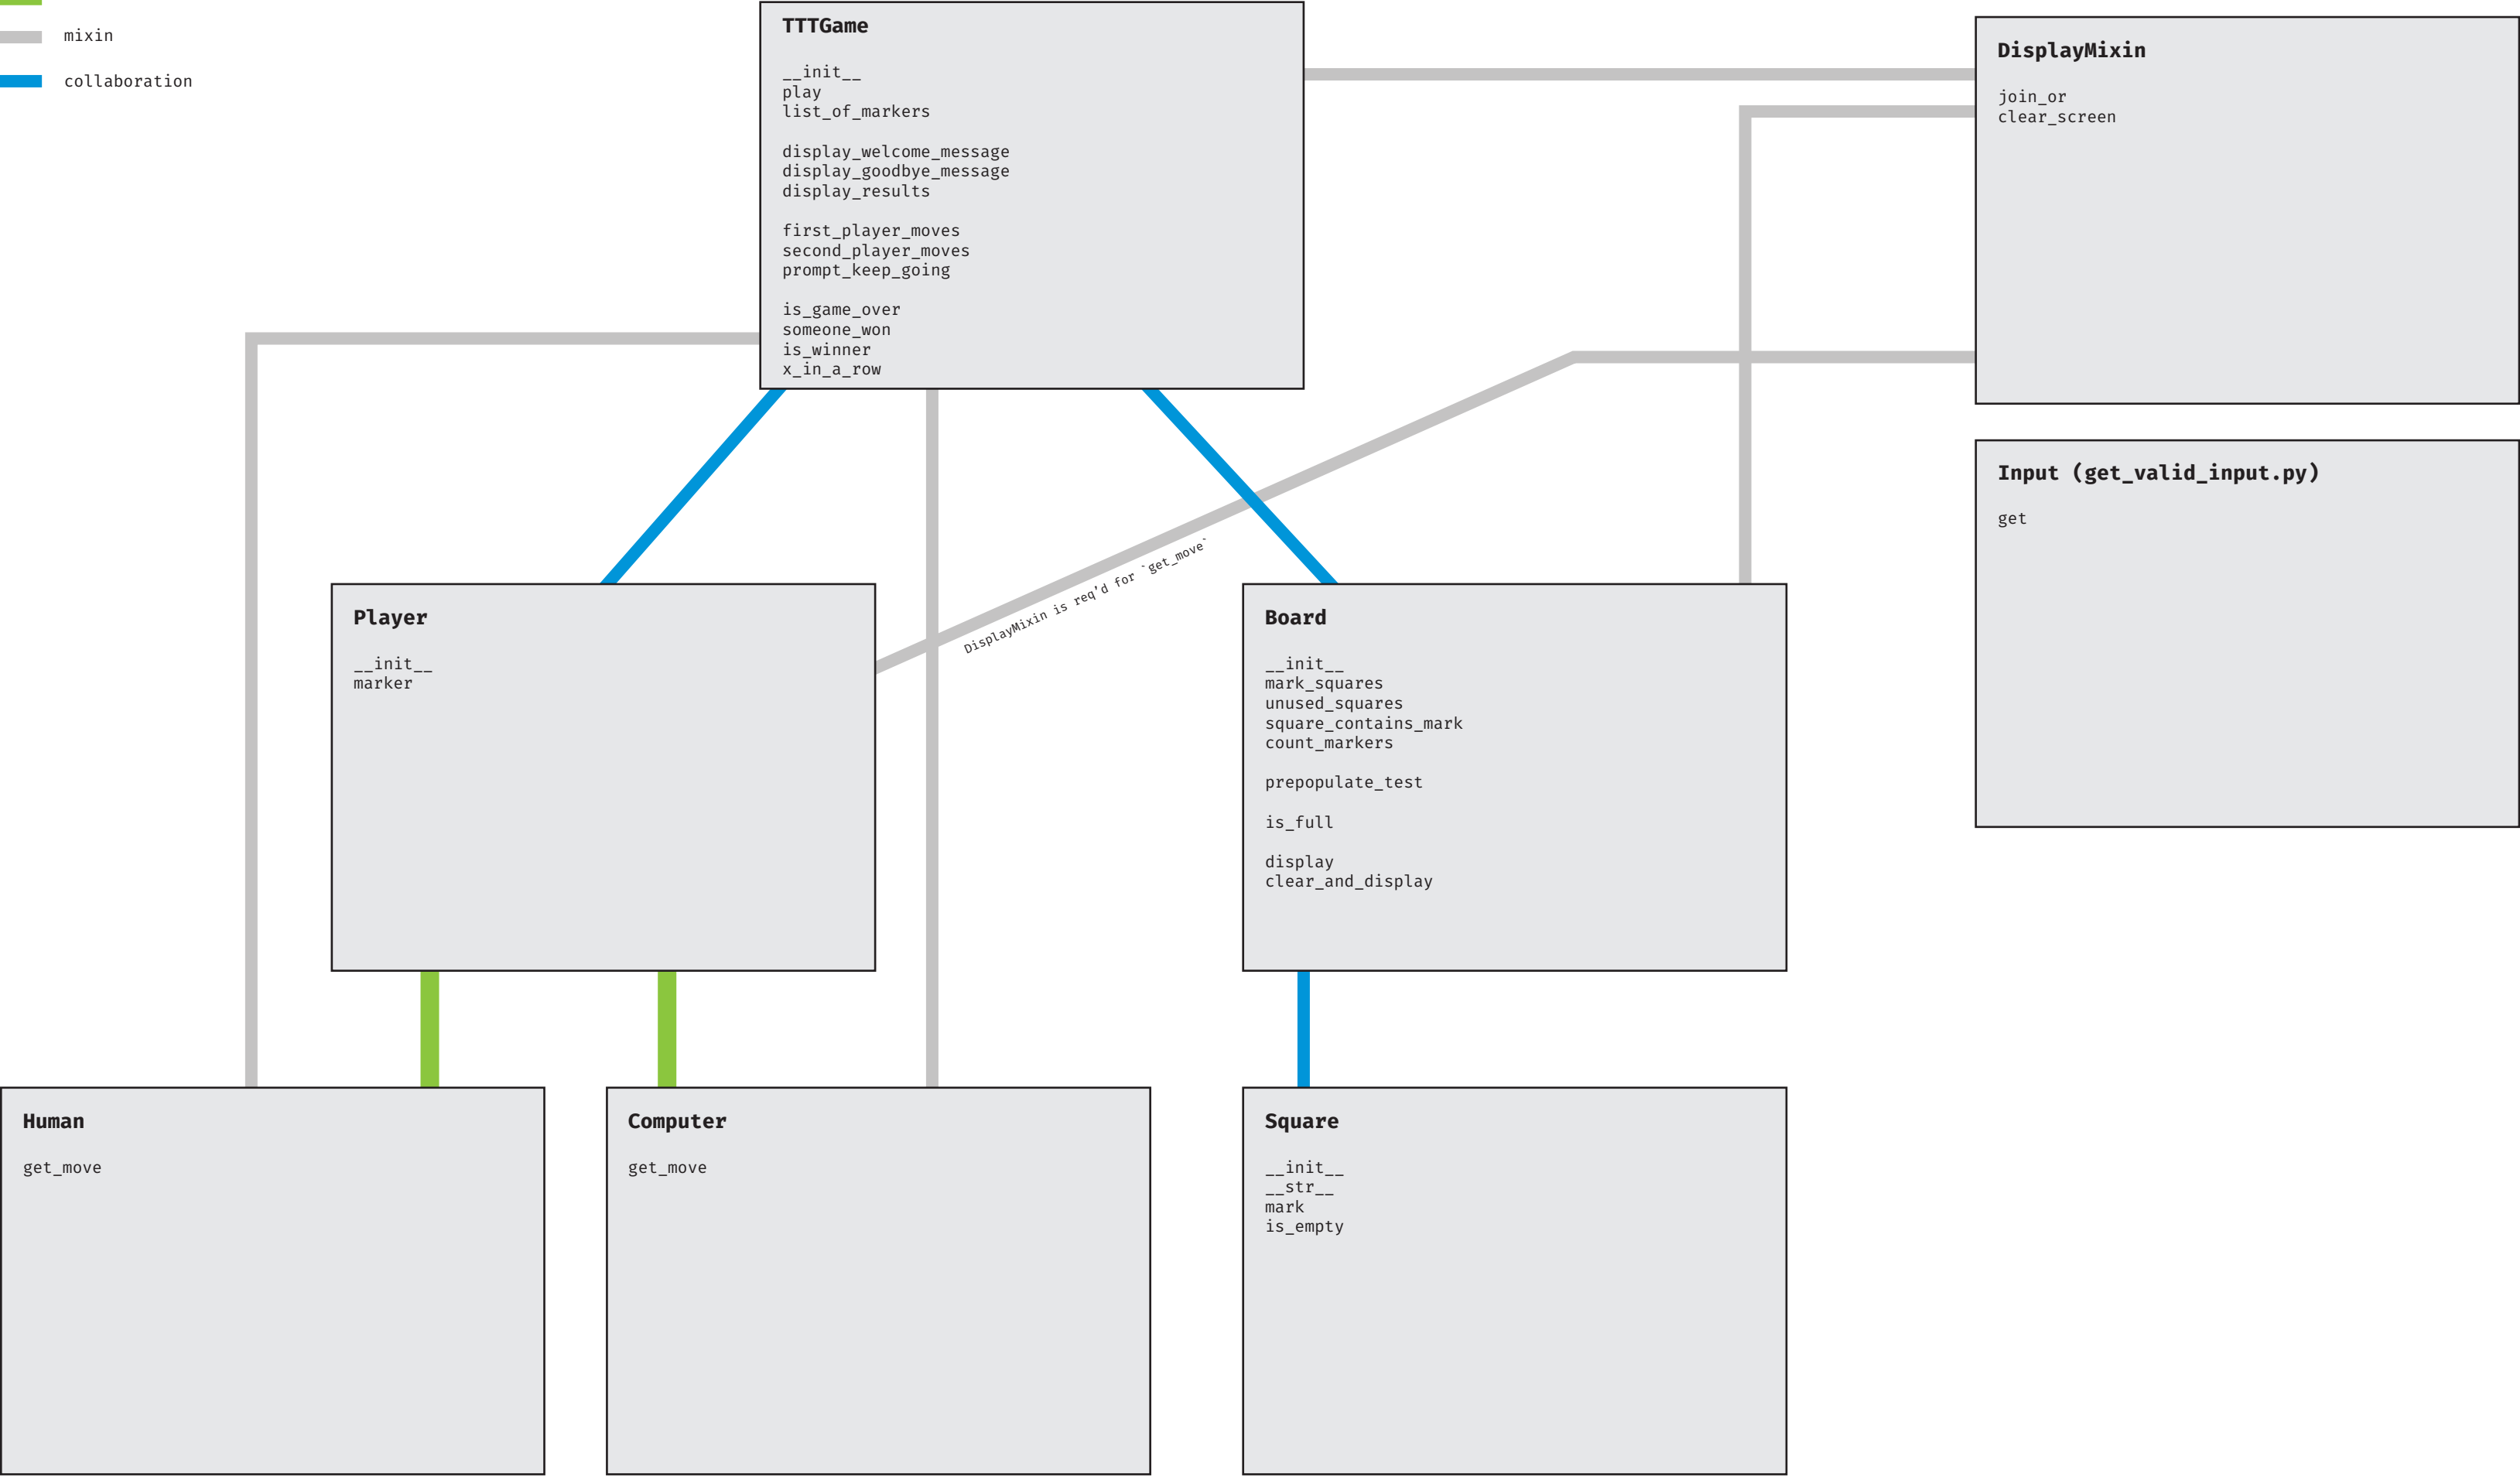 mixin
collaboration
TTTGame
__init__
play
list_of_markers
display_welcome_message
display_goodbye_message
display_results
first_player_moves
second_player_moves
prompt_keep_going
is_game_over
someone_won
is_winner
x_in_a_row
DisplayMixin
join_or
clear_screen
Input (get_valid_input.py)
get
DisplayMixin is req'd for `get_move`
Player
__init__
marker
Board
__init__
mark_squares
unused_squares
square_contains_mark
count_markers
prepopulate_test
is_full
display
clear_and_display
Human
get_move
Computer
get_move
Square
__init__
__str__
mark
is_empty